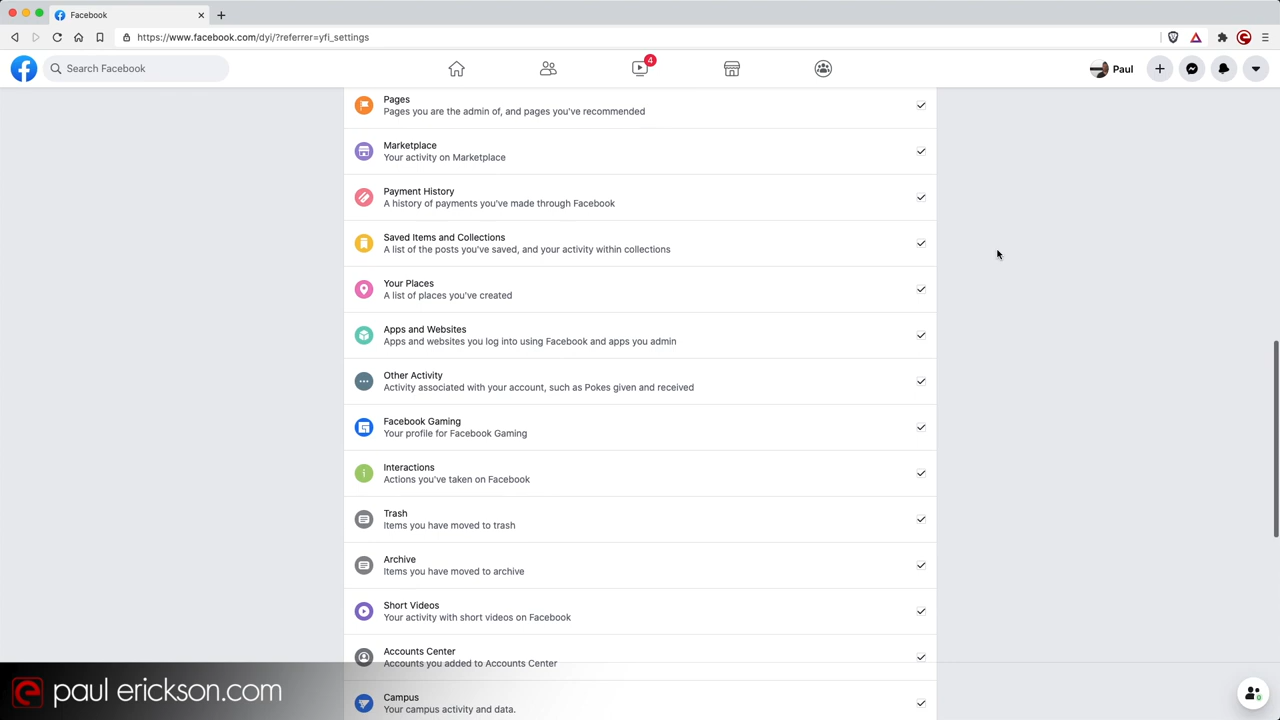 Facebook
https://www.facebook.com/dyi/?referrer=yfi_settings
Search Facebook
4
Paul
Pages
Pages you are the admin of, and pages you've recommended
Marketplace
Your activity on Marketplace
Payment History
A history of payments you've made through Facebook
Saved Items and Collections
A list of the posts you've saved, and your activity within collections
Your Places
A list of places you've created
Apps and Websites
Apps and websites you log into using Facebook and apps you admin
Other Activity
Activity associated with your account, such as Pokes given and received
Facebook Gaming
Your profile for Facebook Gaming
Interactions
Actions you've taken on Facebook
Trash
Items you have moved to trash
Archive
Items you have moved to archive
Short Videos
Your activity with short videos on Facebook
Accounts Center
Accounts you added to Accounts Center
Campus
Your campus activity and data.
paul erickson.com